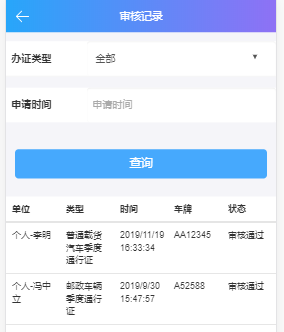 审核记录
办证类型 全部
申请时间 申请时间
查询
单位 类型 时间 车牌 状态
个人-李明 普通载货 2019/11/19 AA12345 审核通过
汽车季度 16:33:34
通行证
个人-冯中 邮政车辆 2019/9/30 A52588 审核通过
立 季度通行 15:47:57
证